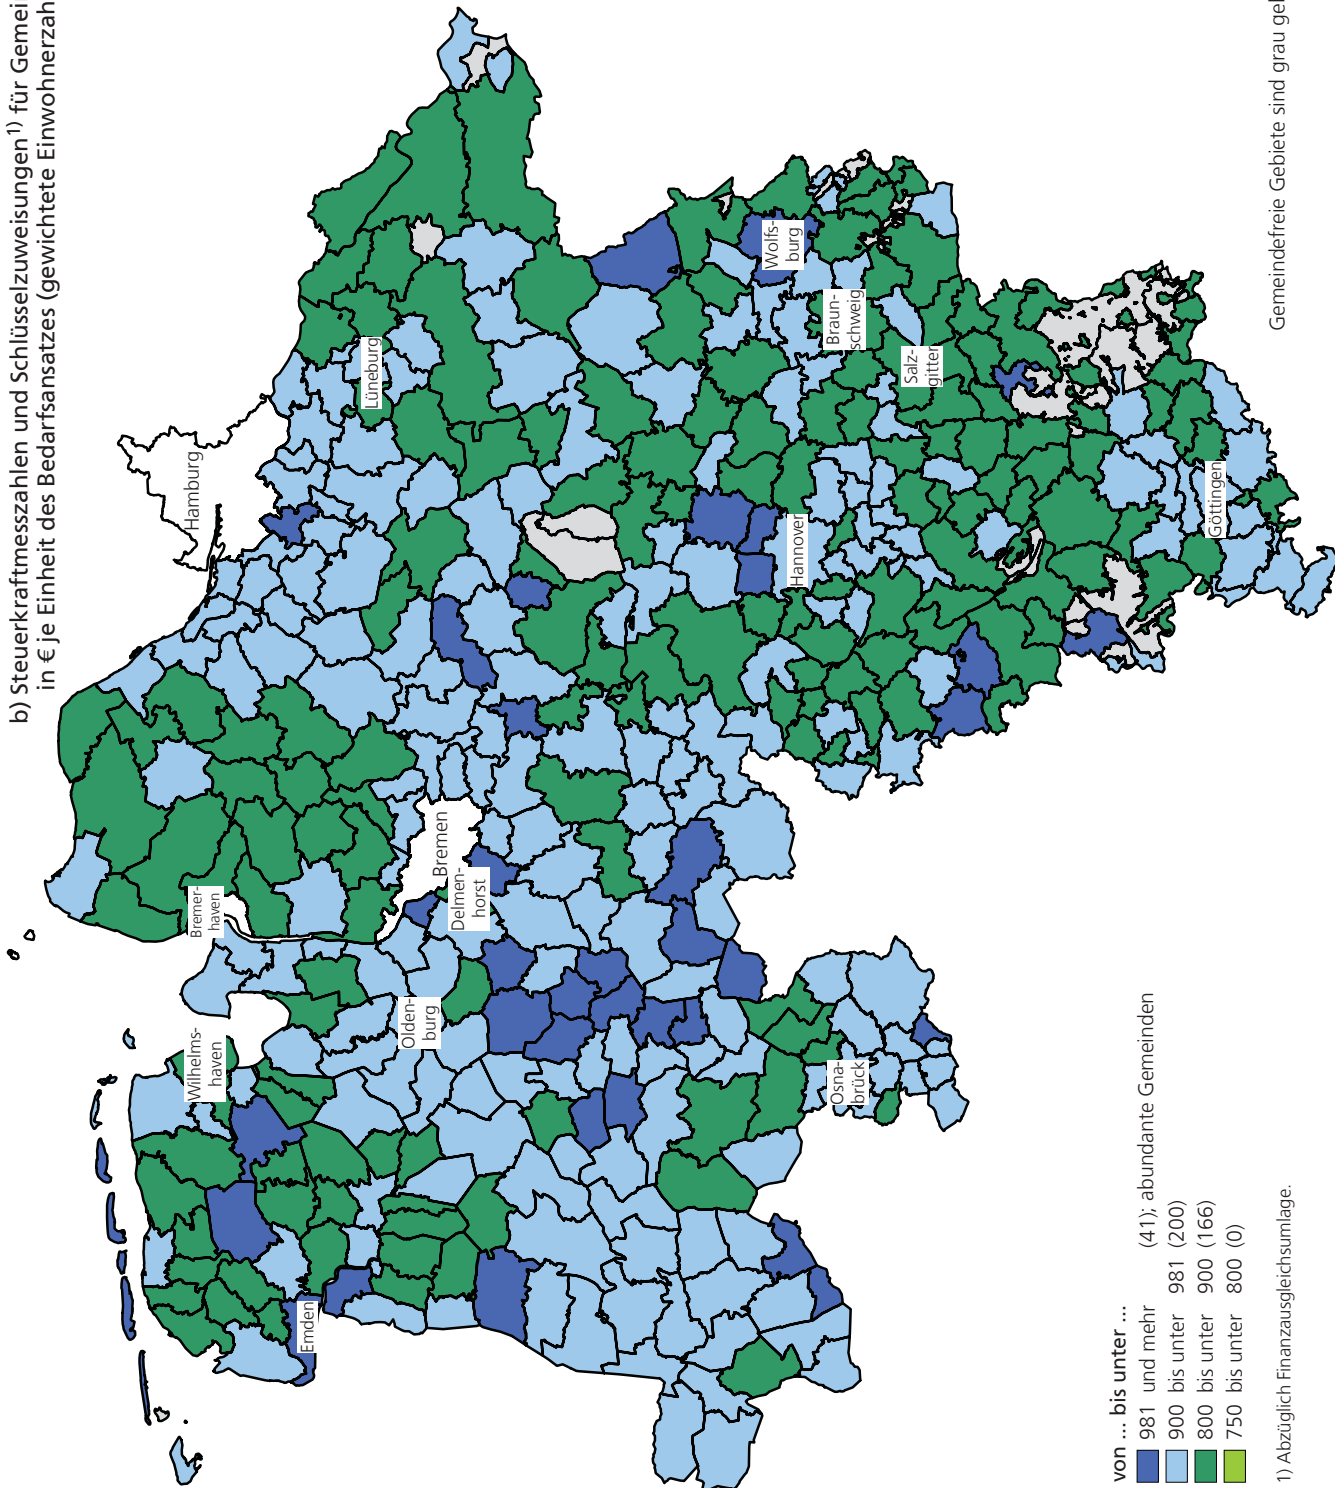 b) Steuerkraftmesszahlen und Schlüsselzuweisungen1) für
in € je Einheit des Bedarfsansatzes (gewichtete
Hamburg
Lüneburg
Bremer-
haven
Wilhelms-
haven
Emden
Olden-
burg
Bremen
Delmen-
horst
Wolfs-
burg
Braun-
schweig
Salz-
gitter
Hannover
Göttingen
Osna-
brück
von ... bis unter ...
981 und mehr (41); abundante Gemeinden
900 bis unter 981 (200)
800 bis unter 900 (166)
750 bis unter 800 (0)
1) Abzüglich Finanzausgleichsumlage.
Gemeindefreie Gebiete sind grau